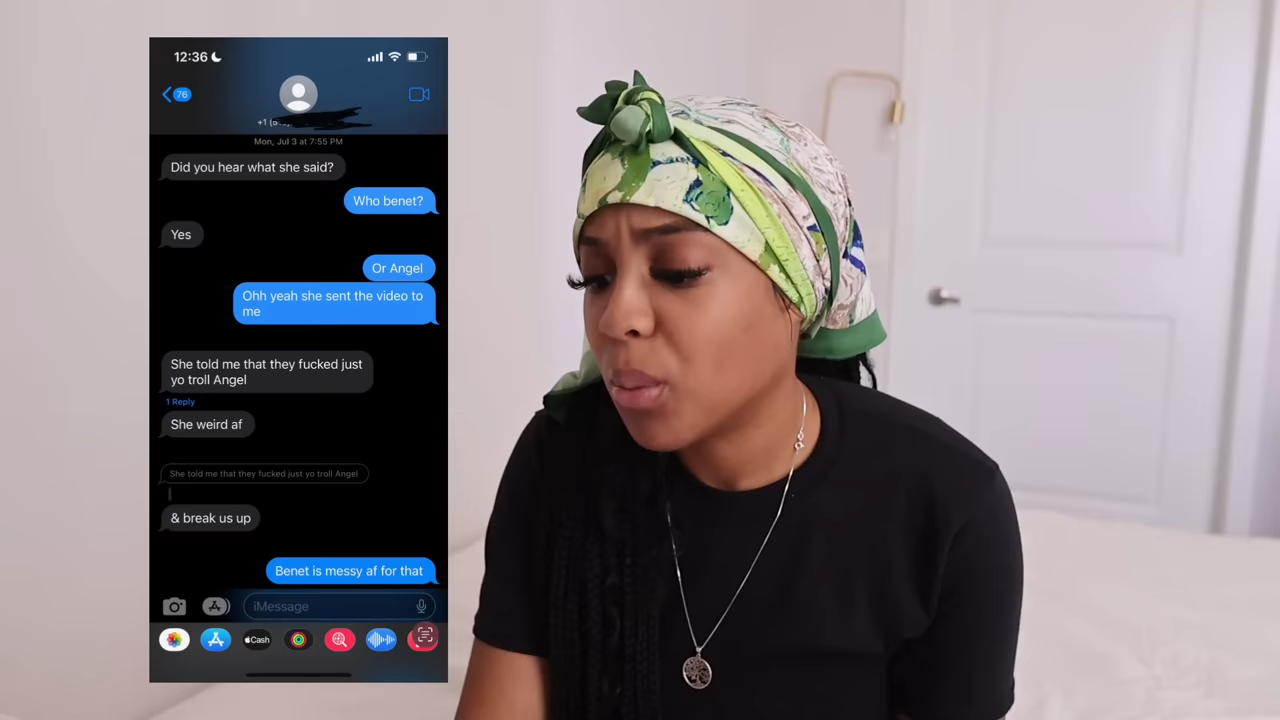 12:36
76
Mon, Jul 3 at 7:55 PM
Did you hear what she said?
Who benet?
Yes
Or Angel
Ohh yeah she sent the video to
me
She told me that they fucked just
yo troll Angel
1 Reply
She weird af
She told me that they fucked just yo troll Angel
& break us up
Benet is messy af for that
iMessage
Cash